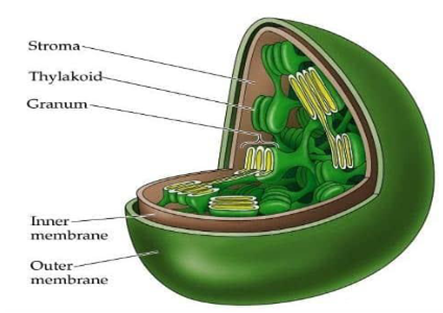 Stroma
Thylakoid
Granum
Inner
membrane
Outer
membrane